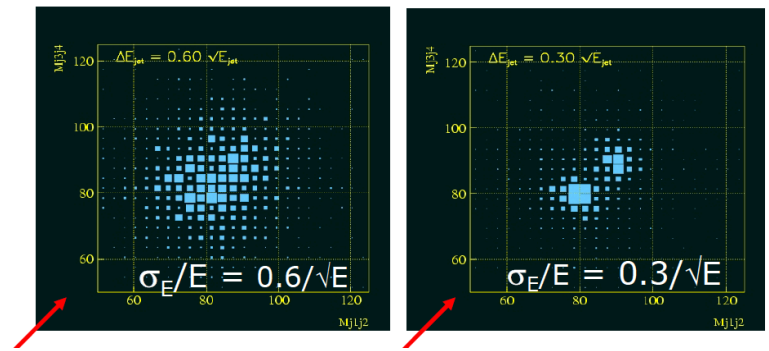 ΔE_jet = 0.60 √E_jet
Mj3j4
120
100
80
60
σ_E/E = 0.6/√E
60 80 100 120
Mj1j2
ΔE_jet = 0.30 √E_jet
Mj3j4
120
100
80
60
σ_E/E = 0.3/√E
60 80 100 120
Mj1j2